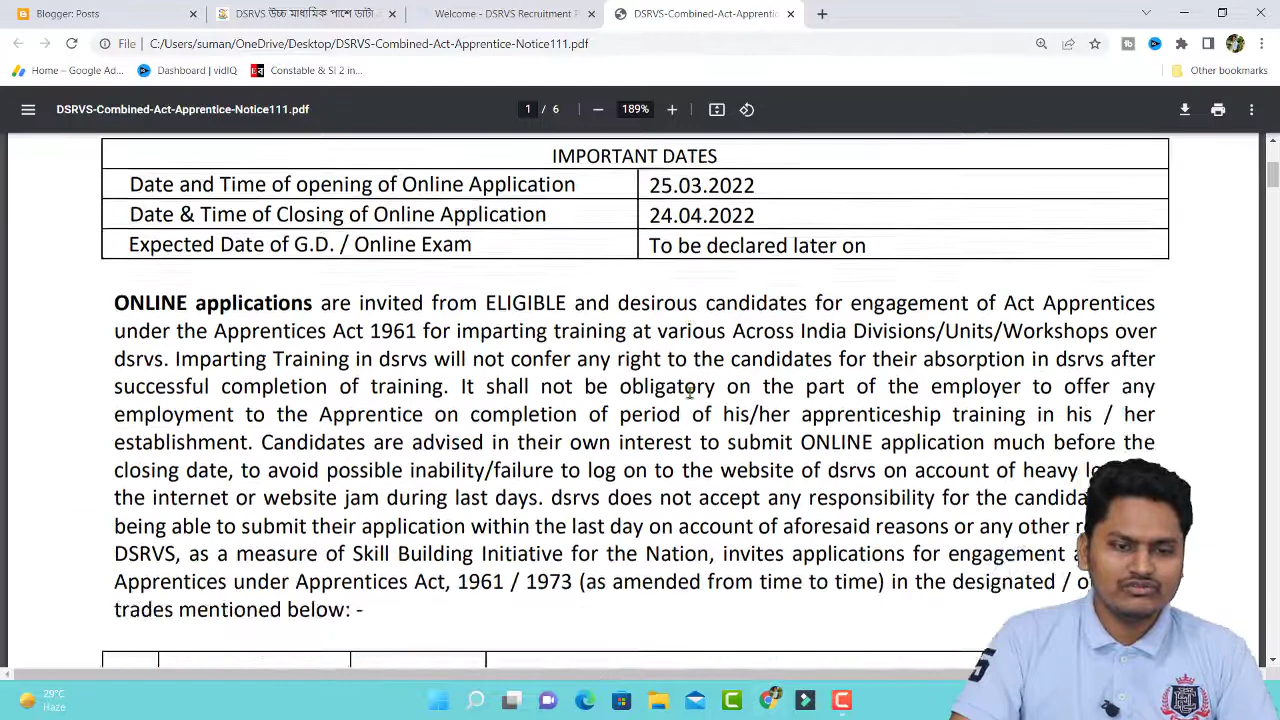 Blogger: Posts
DSRVS উচ্চ মাধ্যমিক পাশে ডাটা
Welcome - DSRVS Recruitment P
DSRVS-Combined-Act-Apprentic
File
C:/Users/suman/OneDrive/Desktop/DSRVS-Combined-Act-Apprentice-Notice111.pdf
Home – Google Ad...
Dashboard | vidIQ
Constable & SI 2 in...
Other bookmarks
DSRVS-Combined-Act-Apprentice-Notice111.pdf
1 / 6
189%
IMPORTANT DATES
Date and Time of opening of Online Application 25.03.2022
Date & Time of Closing of Online Application 24.04.2022
Expected Date of G.D. / Online Exam To be declared later on
ONLINE applications are invited from ELIGIBLE and desirous candidates for engagement of Act Apprentices
under the Apprentices Act 1961 for imparting training at various Across India Divisions/Units/Workshops over
dsrvs. Imparting Training in dsrvs will not confer any right to the candidates for their absorption in dsrvs after
successful completion of training. It shall not be obligatory on the part of the employer to offer any
employment to the Apprentice on completion of period of his/her apprenticeship training in his / her
establishment. Candidates are advised in their own interest to submit ONLINE application much before the
closing date, to avoid possible inability/failure to log on to the website of dsrvs on account of heavy
the internet or website jam during last days. dsrvs does not accept any responsibility for the
being able to submit their application within the last day on account of aforesaid reasons or any other
DSRVS, as a measure of Skill Building Initiative for the Nation, invites applications for engagement
Apprentices under Apprentices Act, 1961 / 1973 (as amended from time to time) in the designated /
trades mentioned below: -
29°C
Haze